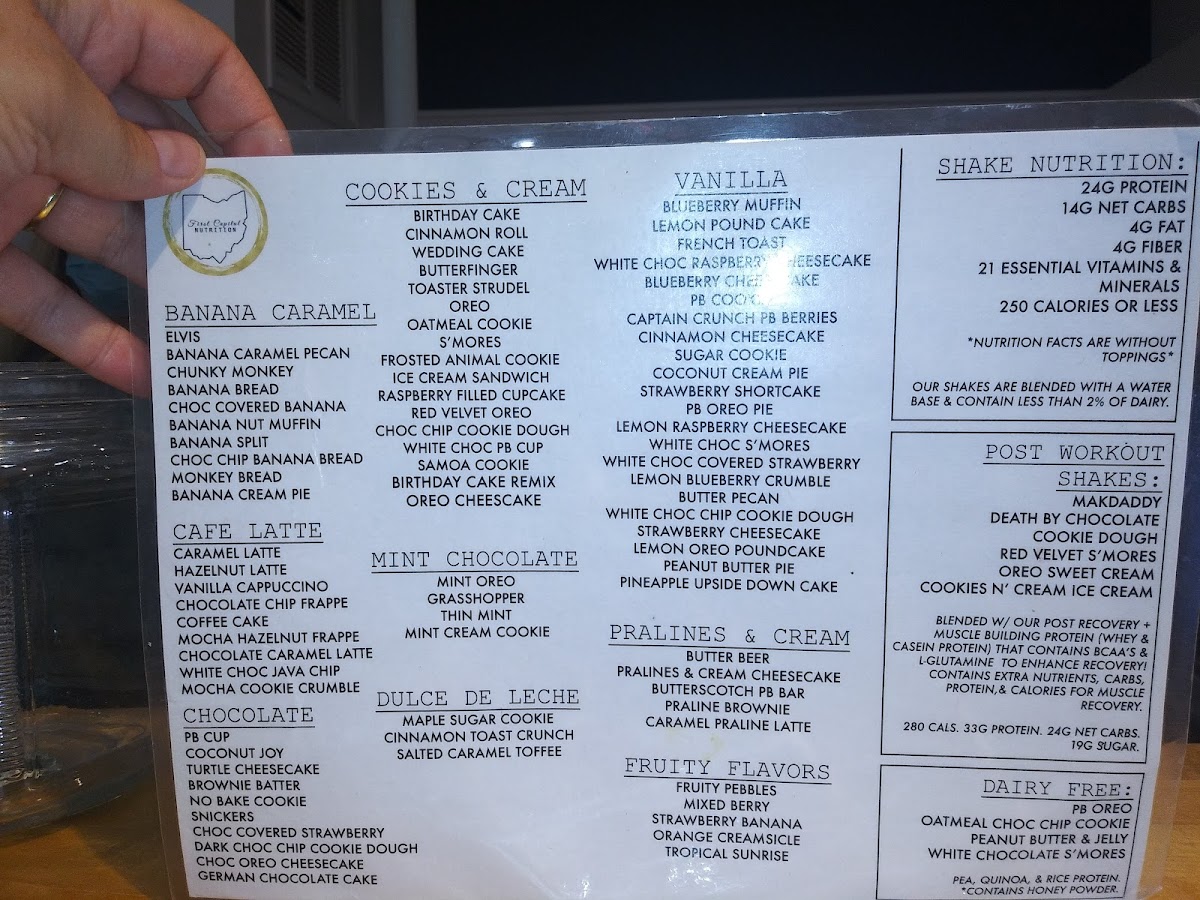 First Capital
NUTRITION
BANANA CARAMEL
ELVIS
BANANA CARAMEL PECAN
CHUNKY MONKEY
BANANA BREAD
CHOC COVERED BANANA
BANANA NUT MUFFIN
BANANA SPLIT
CHOC CHIP BANANA BREAD
MONKEY BREAD
BANANA CREAM PIE
CAFE LATTE
CARAMEL LATTE
HAZELNUT LATTE
VANILLA CAPPUCCINO
CHOCOLATE CHIP FRAPPE
COFFEE CAKE
MOCHA HAZELNUT FRAPPE
CHOCOLATE CARAMEL LATTE
WHITE CHOC JAVA CHIP
MOCHA COOKIE CRUMBLE
CHOCOLATE
PB CUP
COCONUT JOY
TURTLE CHEESECAKE
BROWNIE BATTER
NO BAKE COOKIE
SNICKERS
CHOC COVERED STRAWBERRY
DARK CHOC CHIP COOKIE DOUGH
CHOC OREO CHEESECAKE
GERMAN CHOCOLATE CAKE
COOKIES & CREAM
BIRTHDAY CAKE
CINNAMON ROLL
WEDDING CAKE
BUTTERFINGER
TOASTER STRUDEL
OREO
OATMEAL COOKIE
S'MORES
FROSTED ANIMAL COOKIE
ICE CREAM SANDWICH
RASPBERRY FILLED CUPCAKE
RED VELVET OREO
CHOC CHIP COOKIE DOUGH
WHITE CHOC PB CUP
SAMOA COOKIE
BIRTHDAY CAKE REMIX
OREO CHEESCAKE
MINT CHOCOLATE
MINT OREO
GRASSHOPPER
THIN MINT
MINT CREAM COOKIE
DULCE DE LECHE
MAPLE SUGAR COOKIE
CINNAMON TOAST CRUNCH
SALTED CARAMEL TOFFEE
VANILLA
BLUEBERRY MUFFIN
LEMON POUND CAKE
FRENCH TOAST
WHITE CHOC RASPBERRY CHEESECAKE
BLUEBERRY CHEESECAKE
PB
CAPTAIN CRUNCH PB BERRIES
CINNAMON CHEESECAKE
SUGAR COOKIE
COCONUT CREAM PIE
STRAWBERRY SHORTCAKE
PB OREO PIE
LEMON RASPBERRY CHEESECAKE
WHITE CHOC S'MORES
WHITE CHOC COVERED STRAWBERRY
LEMON BLUEBERRY CRUMBLE
BUTTER PECAN
WHITE CHOC CHIP COOKIE DOUGH
STRAWBERRY CHEESECAKE
LEMON OREO POUNDCAKE
PEANUT BUTTER PIE
PINEAPPLE UPSIDE DOWN CAKE
PRALINES & CREAM
BUTTER BEER
PRALINES & CREAM CHEESECAKE
BUTTERSCOTCH PB BAR
PRALINE BROWNIE
CARAMEL PRALINE LATTE
FRUITY FLAVORS
FRUITY PEBBLES
MIXED BERRY
STRAWBERRY BANANA
ORANGE CREAMSICLE
TROPICAL SUNRISE
SHAKE NUTRITION:
24G PROTEIN
14G NET CARBS
4G FAT
4G FIBER
21 ESSENTIAL VITAMINS &
MINERALS
250 CALORIES OR LESS
*NUTRITION FACTS ARE WITHOUT
TOPPINGS*
OUR SHAKES ARE BLENDED WITH A WATER
BASE & CONTAIN LESS THAN 2% OF DAIRY.
POST WORKOUT
SHAKES:
MAKDADDY
DEATH BY CHOCOLATE
COOKIE DOUGH
RED VELVET S'MORES
OREO SWEET CREAM
COOKIES N' CREAM ICE CREAM
BLENDED W/ OUR POST RECOVERY +
MUSCLE BUILDING PROTEIN (WHEY &
CASEIN PROTEIN) THAT CONTAINS BCAA'S &
L-GLUTAMINE TO ENHANCE RECOVERY!
CONTAINS EXTRA NUTRIENTS, CARBS,
PROTEIN,& CALORIES FOR MUSCLE
RECOVERY.
280 CALS. 33G PROTEIN. 24G NET CARBS.
19G SUGAR.
DAIRY FREE:
PB OREO
OATMEAL CHOC CHIP COOKIE
PEANUT BUTTER & JELLY
WHITE CHOCOLATE S'MORES
PEA, QUINOA, & RICE PROTEIN.
*CONTAINS HONEY POWDER.